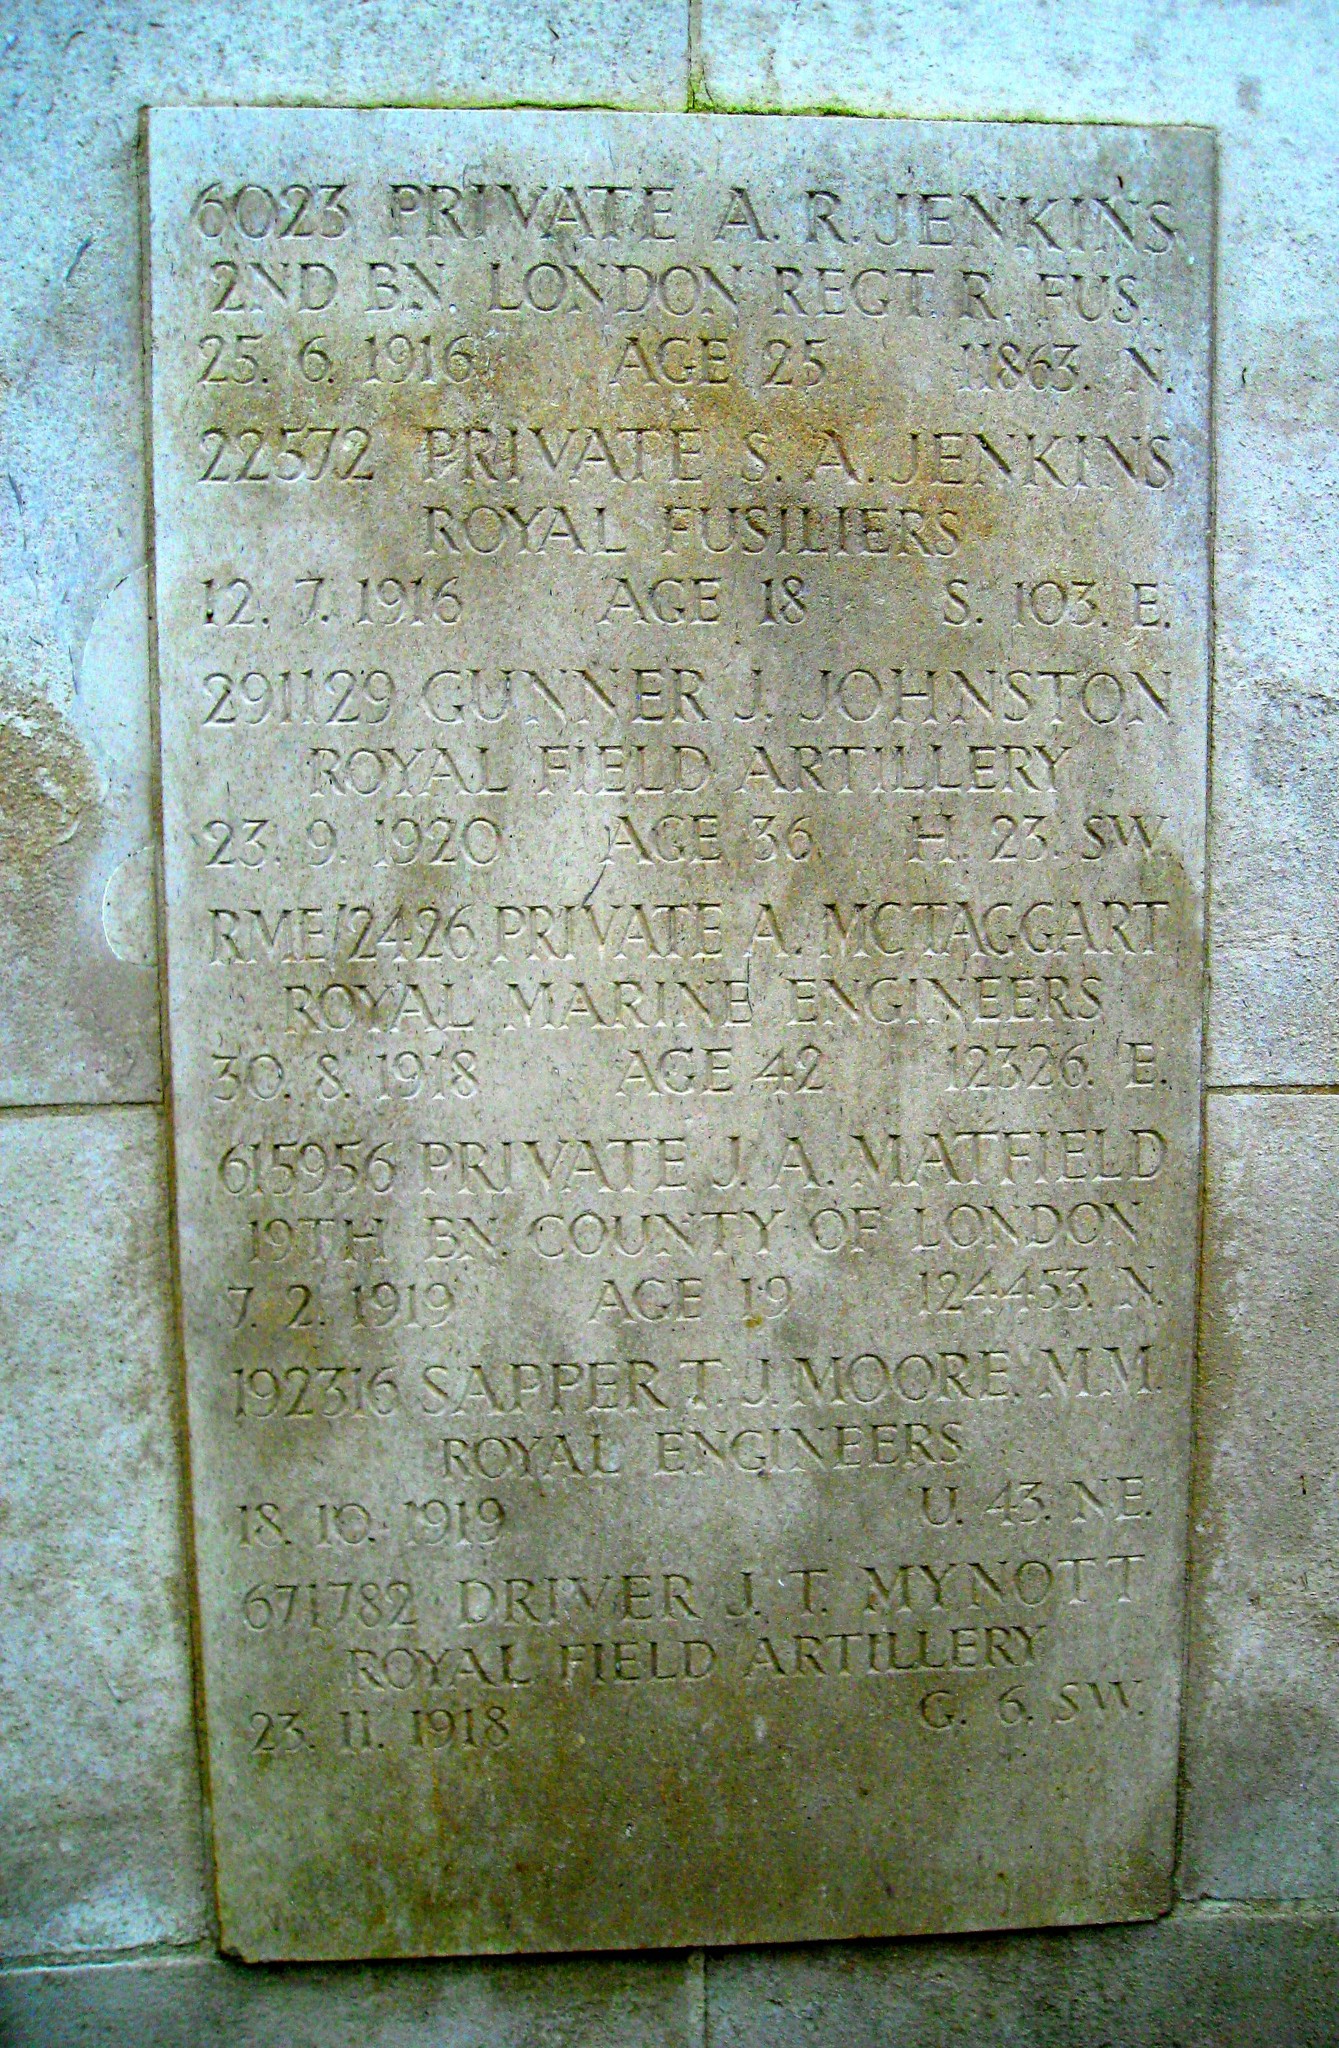 6023 PRIVATE A. R. JENKINS
2ND BN. LONDON REGT. R. FUS.
25. 6. 1916 AGE 25 11863. N.
22572 PRIVATE S. A. JENKINS
ROYAL FUSILIERS
12. 7. 1916 AGE 18 S. 103. E.
291129 GUNNER J. JOHNSTON
ROYAL FIELD ARTILLERY
23. 9. 1920 AGE 36 H. 23. SW.
RME/2426 PRIVATE A. MCTAGGART
ROYAL MARINE ENGINEERS
30. 8. 1918 AGE 42 12326. E.
615956 PRIVATE J. A. MATFIELD
19TH BN. COUNTY OF LONDON
7. 2. 1919 AGE 19 124453. N.
192316 SAPPER T. J. MOORE, M.M.
ROYAL ENGINEERS
18. 10. 1919 U. 43. NE.
671782 DRIVER J. T. MYNOTT
ROYAL FIELD ARTILLERY
23. 11. 1918 G. 6. SW.